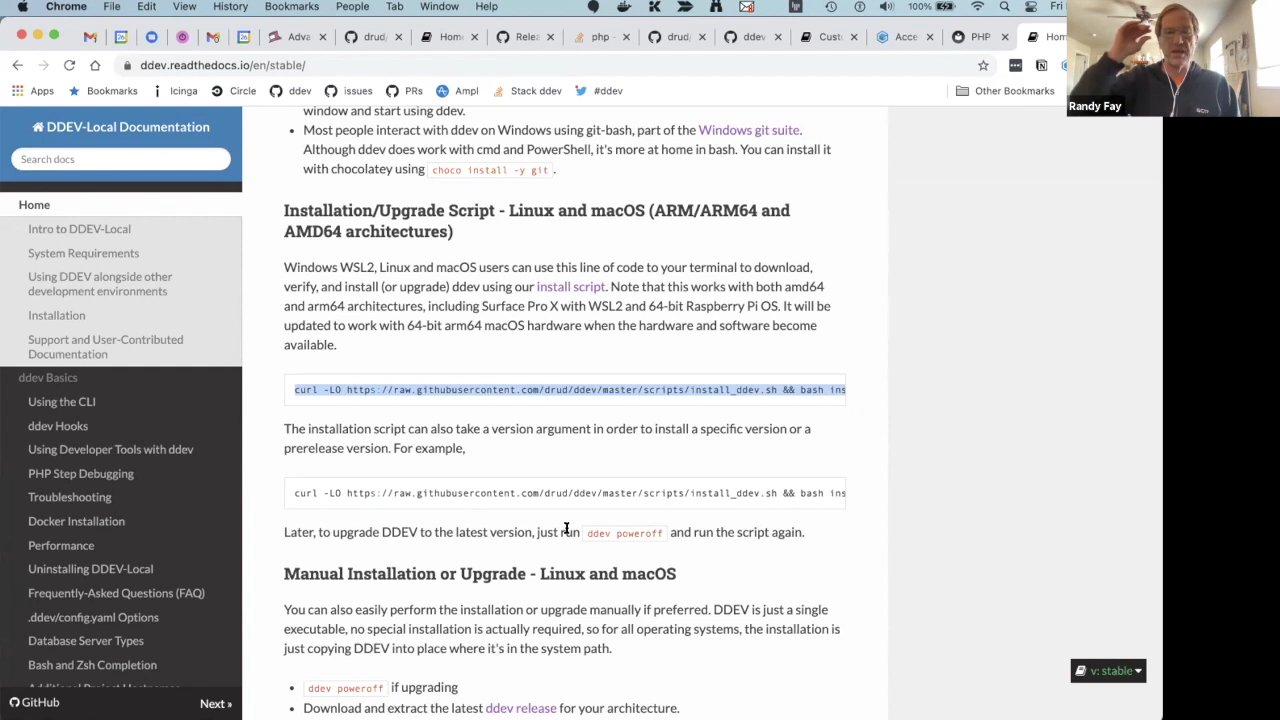 Chrome File Edit View History Bookmarks People Tab Window Help 100% Fri
26 26 Adva drud/ Home Relea php - drud/ ddev Custo Acce PHP Hom
ddev.readthedocs.io/en/stable/
Apps Bookmarks Icinga Circle ddev issues PRs Ampl Stack ddev #ddev Other Bookmarks
Randy Fay
DDEV-Local Documentation
Search docs
Home
Intro to DDEV-Local
System Requirements
Using DDEV alongside other
development environments
Installation
Support and User-Contributed
Documentation
ddev Basics
Using the CLI
ddev Hooks
Using Developer Tools with ddev
PHP Step Debugging
Troubleshooting
Docker Installation
Performance
Uninstalling DDEV-Local
Frequently-Asked Questions (FAQ)
.ddev/config.yaml Options
Database Server Types
Bash and Zsh Completion
Additional Project Hostnames
GitHub Next »
window and start using ddev.
Most people interact with ddev on Windows using git-bash, part of the Windows git suite.
Although ddev does work with cmd and PowerShell, it's more at home in bash. You can install it
with chocolatey using choco install -y git .
Installation/Upgrade Script - Linux and macOS (ARM/ARM64 and
AMD64 architectures)
Windows WSL2, Linux and macOS users can use this line of code to your terminal to download,
verify, and install (or upgrade) ddev using our install script. Note that this works with both amd64
and arm64 architectures, including Surface Pro X with WSL2 and 64-bit Raspberry Pi OS. It will be
updated to work with 64-bit arm64 macOS hardware when the hardware and software become
available.
curl -LO https://raw.githubusercontent.com/drud/ddev/master/scripts/install_ddev.sh && bash ins
The installation script can also take a version argument in order to install a specific version or a
prerelease version. For example,
curl -LO https://raw.githubusercontent.com/drud/ddev/master/scripts/install_ddev.sh && bash ins
Later, to upgrade DDEV to the latest version, just run ddev poweroff and run the script again.
Manual Installation or Upgrade - Linux and macOS
You can also easily perform the installation or upgrade manually if preferred. DDEV is just a single
executable, no special installation is actually required, so for all operating systems, the installation is
just copying DDEV into place where it's in the system path.
ddev poweroff if upgrading
Download and extract the latest ddev release for your architecture.
v: stable